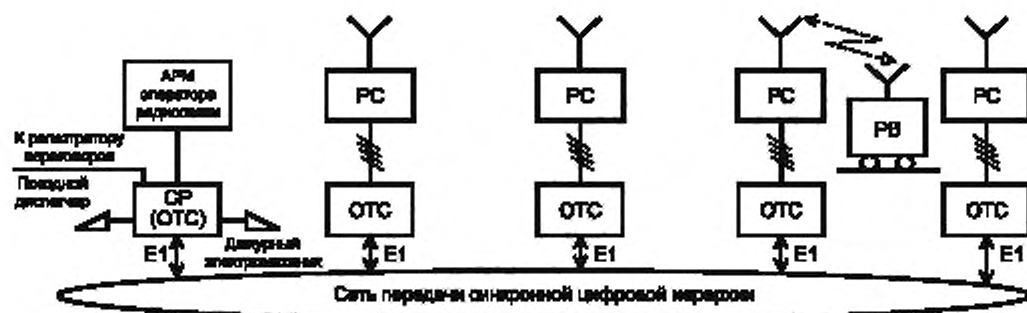 АРМ
оператора
радиосвязи
К регистратору
переговоров
Поездной
диспетчер
СР
(ОТС)
Дежурный
электромеханик
Е1
РС
ОТС
Е1
РС
ОТС
Е1
РС
ОТС
Е1
РВ
РС
ОТС
Е1
Сеть передачи синхронной цифровой иерархии